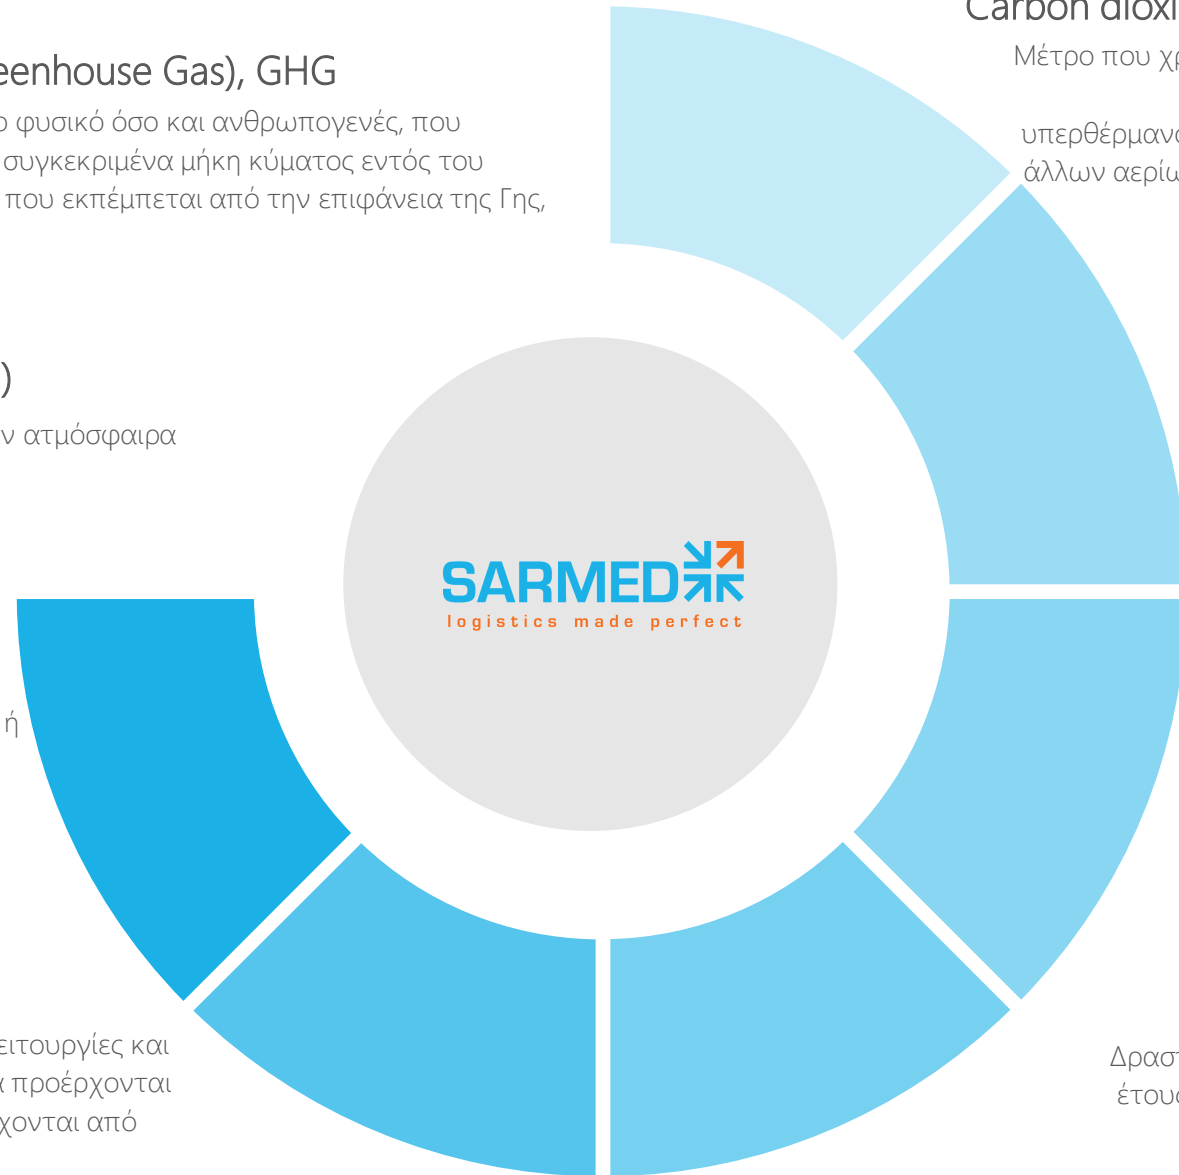 eenhouse Gas), GHG
ο φυσικό όσο και ανθρωπογενές, που
συγκεκριμένα μήκη κύματος εντός του
που εκπέμπεται από την επιφάνεια της Γης,
Carbon dioxi
Μέτρο που χρ
υπερθέρμανσ
άλλων αερίω
)
ν ατμόσφαιρα
SARMED
logistics made perfect
ή
ειτουργίες και
α προέρχονται
χονται από
Δραστ
έτους